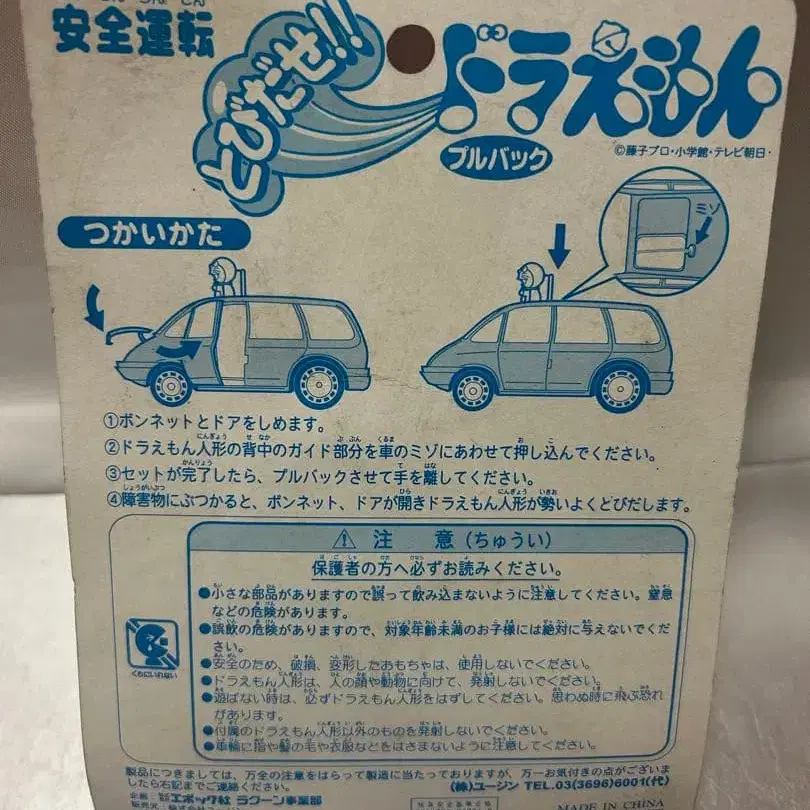 安全運転
とびだせ!!
ドラえもん
プルバック
©藤子プロ・小学館・テレビ朝日・
つかいかた
ミゾ
①ボンネットとドアをしめます。
②ドラえもん人形の背中のガイド部分を車のミゾにあわせて押し込んでください。
③セットが完了したら、プルバックさせて手を離してください。
④障害物にぶつかると、ボンネット、ドアが開きドラえもん人形が勢いよくとびだします。
⚠ 注 意(ちゅうい)
保護者の方へ必ずお読みください。
●小さな部品がありますので誤って飲み込まないように注意してください。窒息
などの危険があります。
●誤飲の危険がありますので、対象年齢未満のお子様には絶対に与えないでくだ
さい。
●安全のため、破損、変形したおもちゃは、使用しないでください。
●ドラえもん人形は、人の顔や動物に向けて、発射しないでください。
●遊ばない時は、必ずドラえもん人形をはずしてください。思わぬ時に飛ぶ恐れ
があります。
●付属のドラえもん人形以外のものを発射しないでください。
●車輪に指や髪の毛や衣服などをはさまないように注意してください。
くちにいれない
製品につきましては、万全の注意をはらって製造に当たっておりますが、万一お気付きの点がございま
したら右記までご連絡ください。
(株)ユージン TEL.03(3696)6001(代)
エポック社 ラクーン事業部
MADE IN CHINA